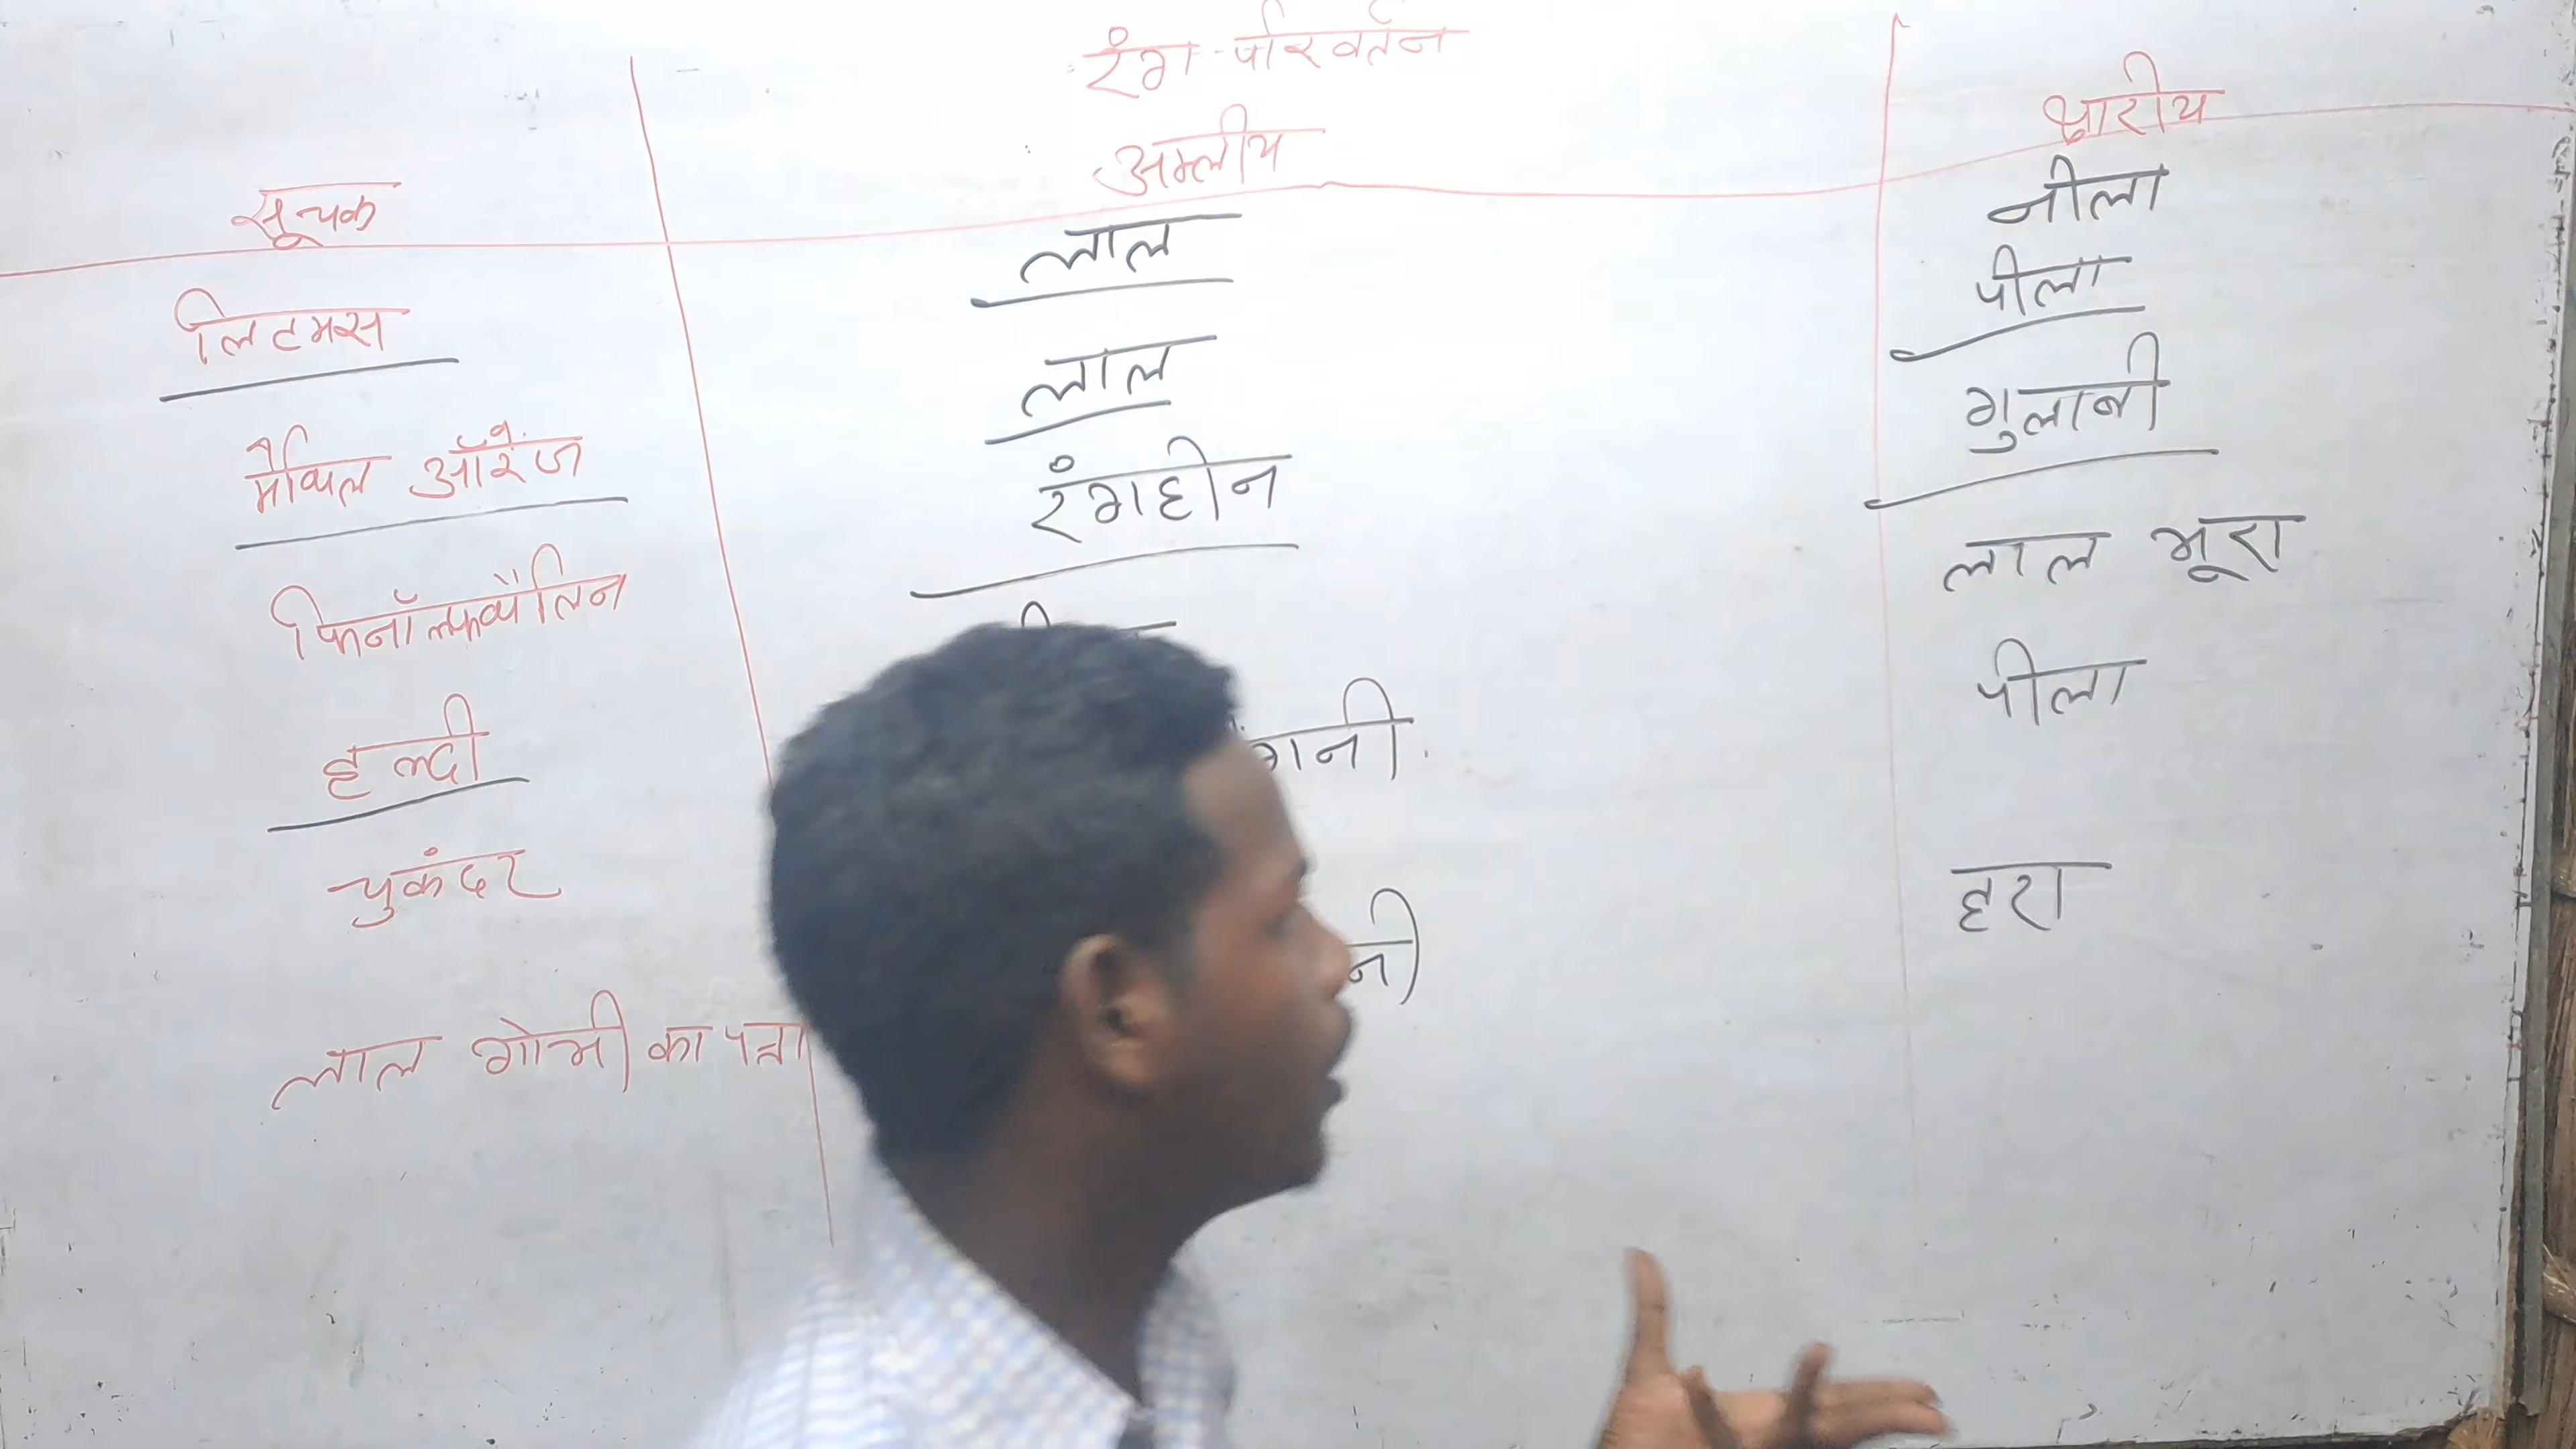 रंग-परिवर्तन
सूचक अम्लीय क्षारीय
लिटमस लाल नीला
मैथिल ऑरेंज लाल पीला
फिनॉल्फथैलिन रंगहीन गुलाबी
हल्दी लाल भूरा
चुकंदर पीला
लाल गोभी का पत्ता हरा